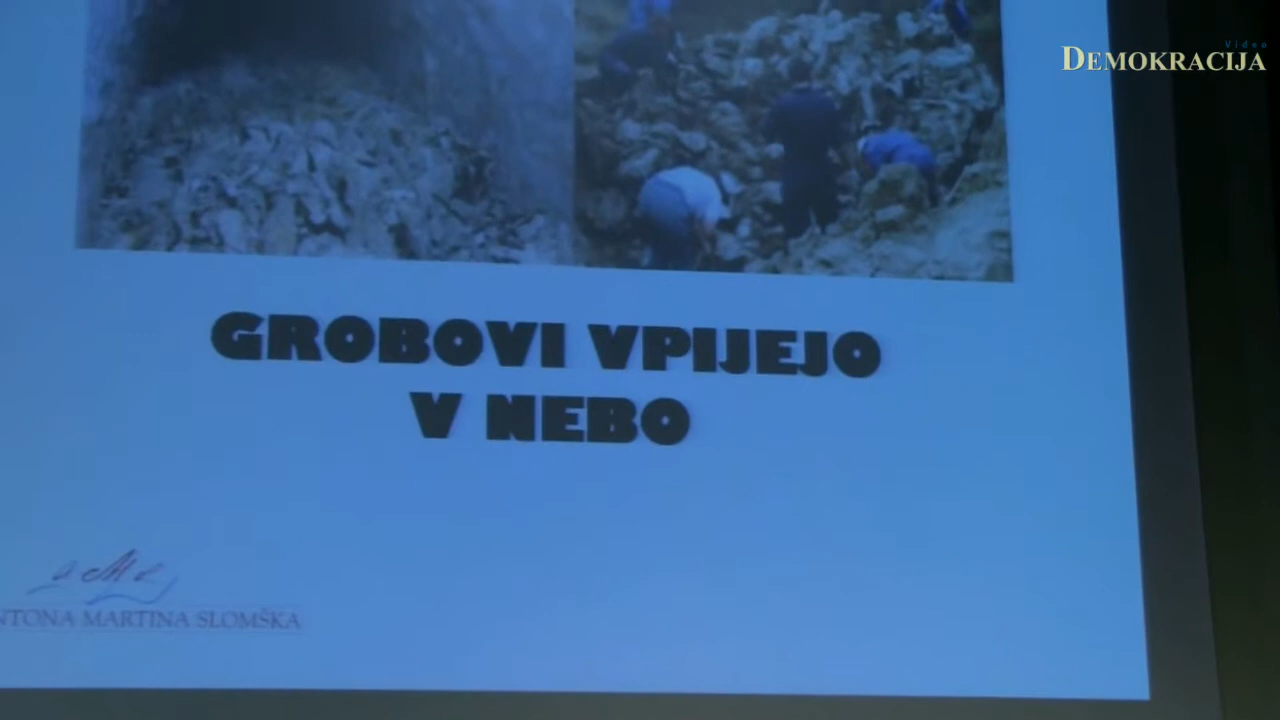 Video
DEMOKRACIJA
GROBOVI VPIJEJO
V NEBO
NTONA MARTINA SLOMŠKA